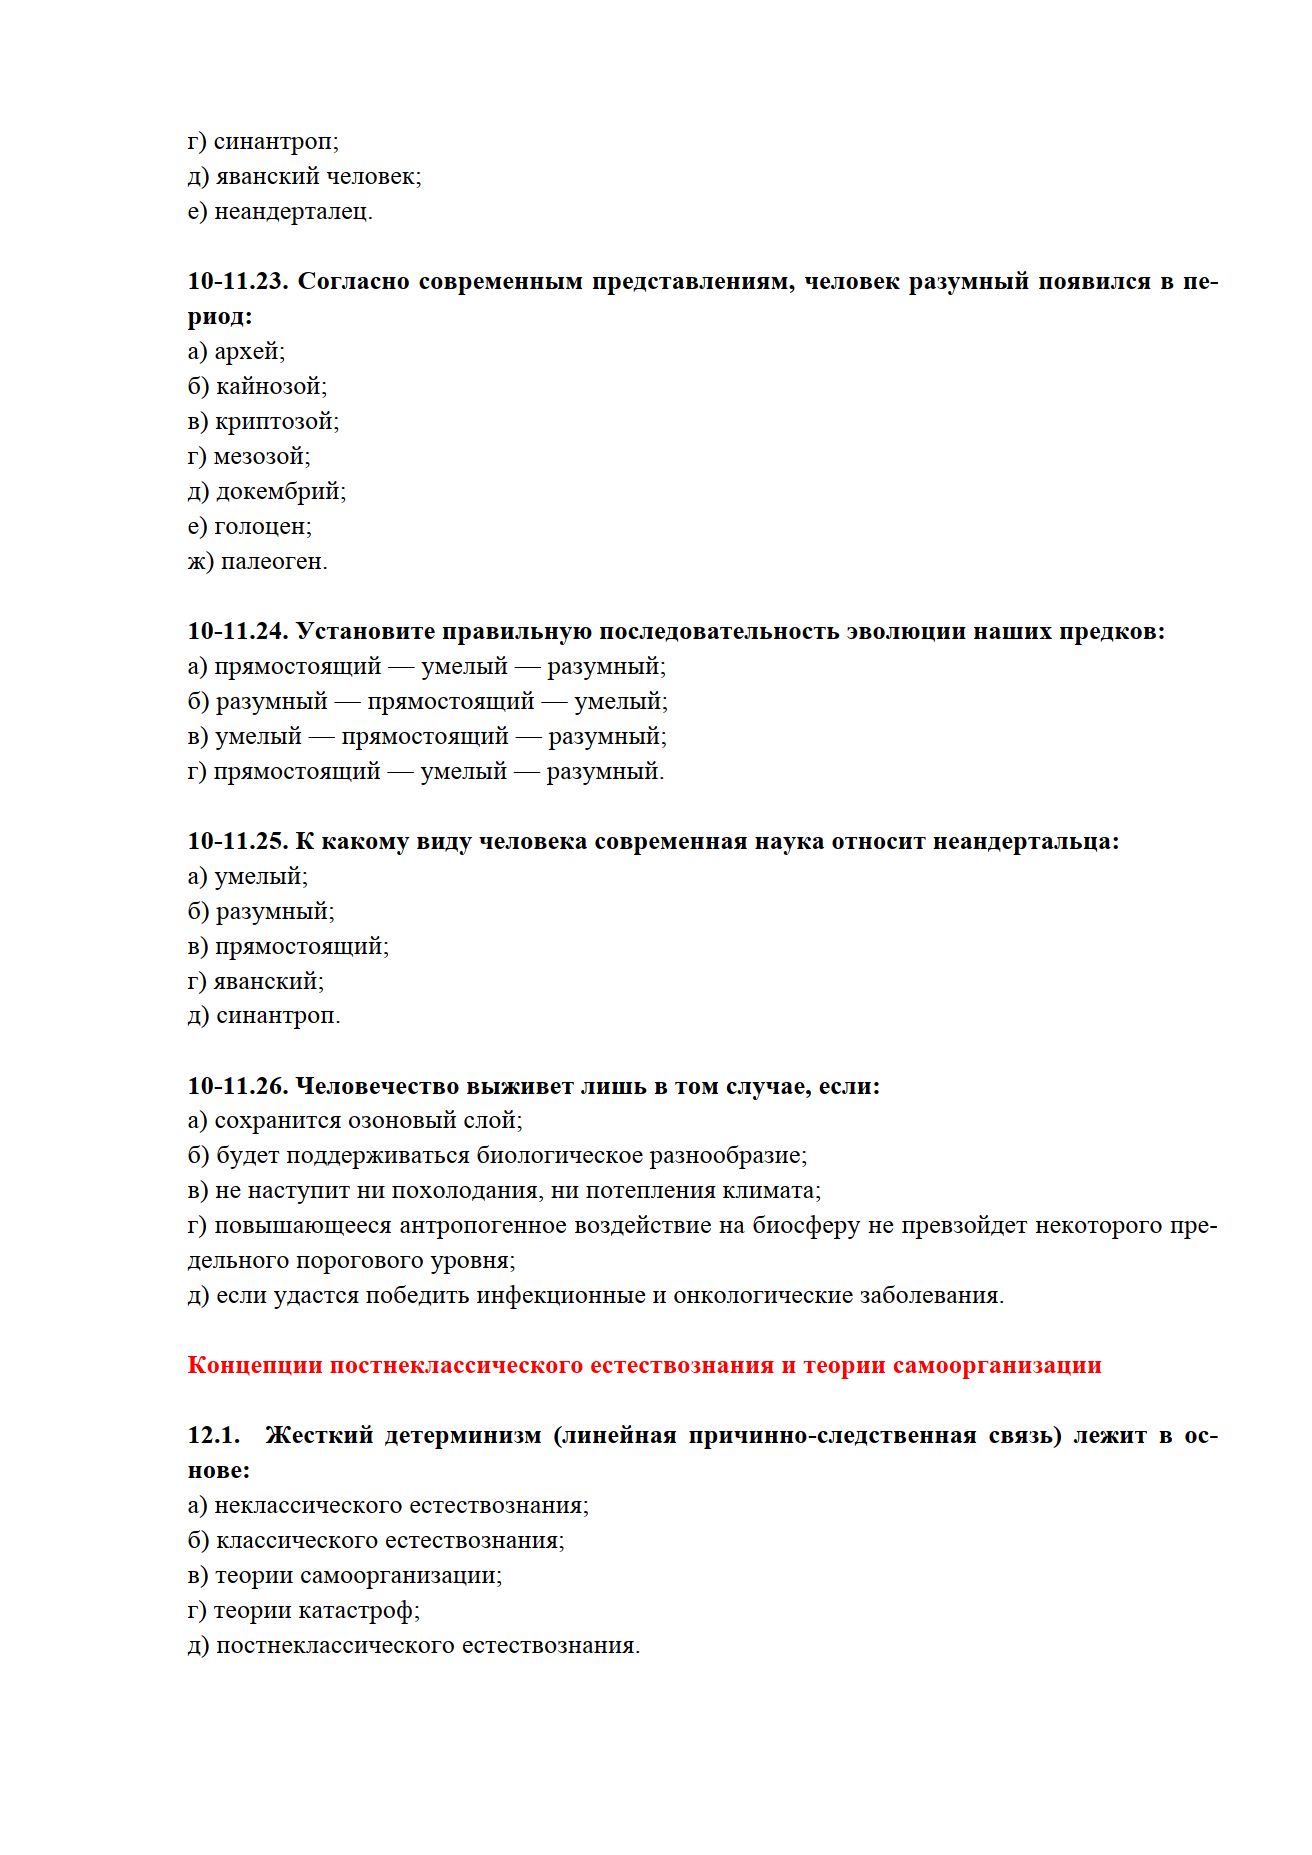 г) синантроп;
д) яванский человек;
е) неандерталец.
10-11.23. Согласно современным представлениям, человек разумный появился в пе-
риод:
а) архей;
б) кайнозой;
в) криптозой;
г) мезозой;
д) докембрий;
е) голоцен;
ж) палеоген.
10-11.24. Установите правильную последовательность эволюции наших предков:
а) прямостоящий — умелый — разумный;
б) разумный — прямостоящий — умелый;
в) умелый — прямостоящий — разумный;
г) прямостоящий — умелый — разумный.
10-11.25. К какому виду человека современная наука относит неандертальца:
а) умелый;
б) разумный;
в) прямостоящий;
г) яванский;
д) синантроп.
10-11.26. Человечество выживет лишь в том случае, если:
а) сохранится озоновый слой;
б) будет поддерживаться биологическое разнообразие;
в) не наступит ни похолодания, ни потепления климата;
г) повышающееся антропогенное воздействие на биосферу не превзойдет некоторого пре-
дельного порогового уровня;
д) если удастся победить инфекционные и онкологические заболевания.
Концепции постнеклассического естествознания и теории самоорганизации
12.1. Жесткий детерминизм (линейная причинно-следственная связь) лежит в ос-
нове:
а) неклассического естествознания;
б) классического естествознания;
в) теории самоорганизации;
г) теории катастроф;
д) постнеклассического естествознания.